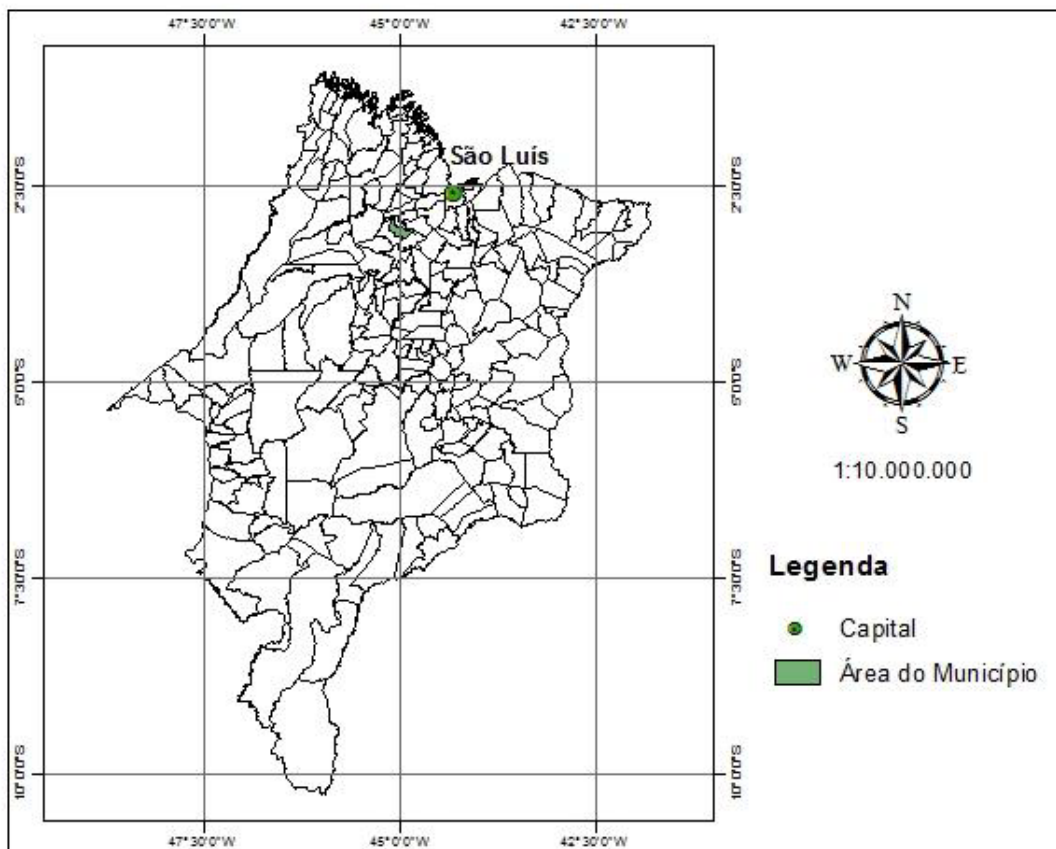 47°30'0"W 45°0'0"W 42°30'0"W
São Luís
2°30'0"S 2°30'0"S
5°0'0"S 5°0'0"S
7°30'0"S 7°30'0"S
10°0'0"S 10°0'0"S
47°30'0"W 45°0'0"W 42°30'0"W
N
W E
S
1:10.000.000
Legenda
Capital
Área do Município